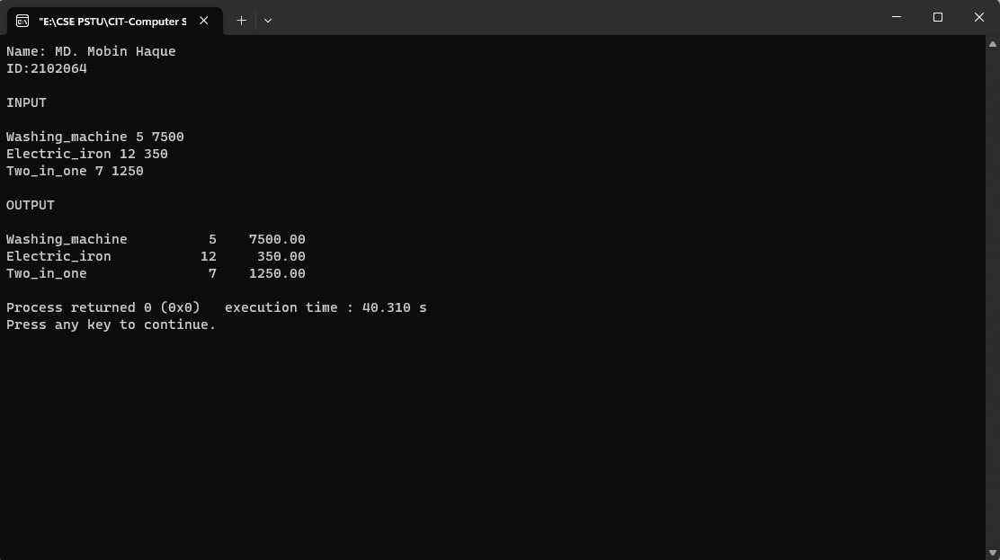 "E:\CSE PSTU\CIT-Computer S
Name: MD. Mobin Haque
ID:2102064
INPUT
Washing_machine 5 7500
Electric_iron 12 350
Two_in_one 7 1250
OUTPUT
Washing_machine          5    7500.00
Electric_iron           12     350.00
Two_in_one               7    1250.00
Process returned 0 (0x0)   execution time : 40.310 s
Press any key to continue.